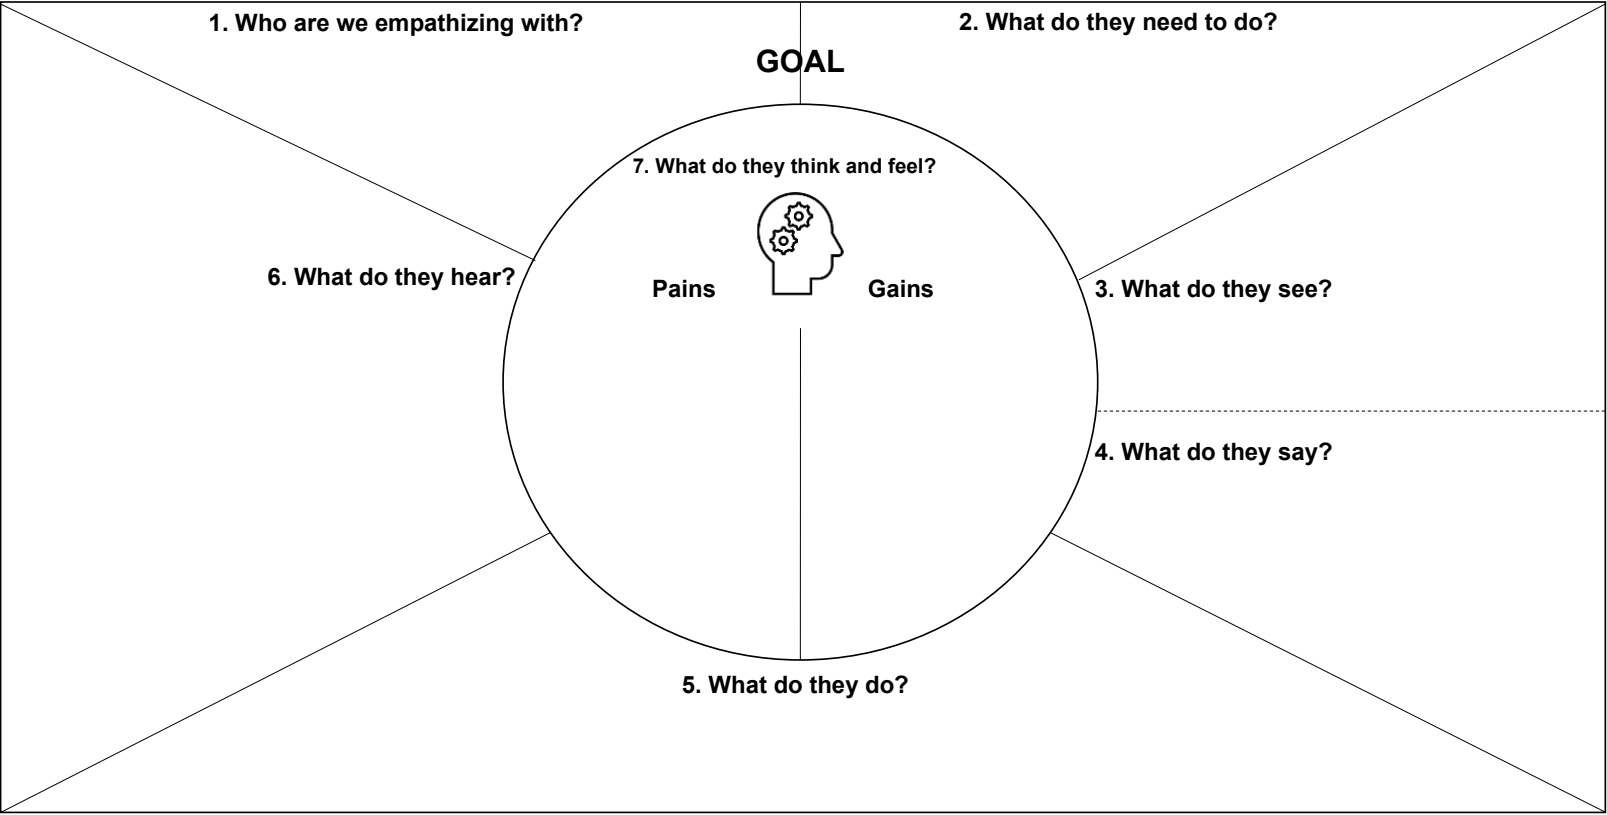 1. Who are we empathizing with?
2. What do they need to do?
GOAL
7. What do they think and feel?
6. What do they hear?
Pains
Gains
3. What do they see?
4. What do they say?
5. What do they do?